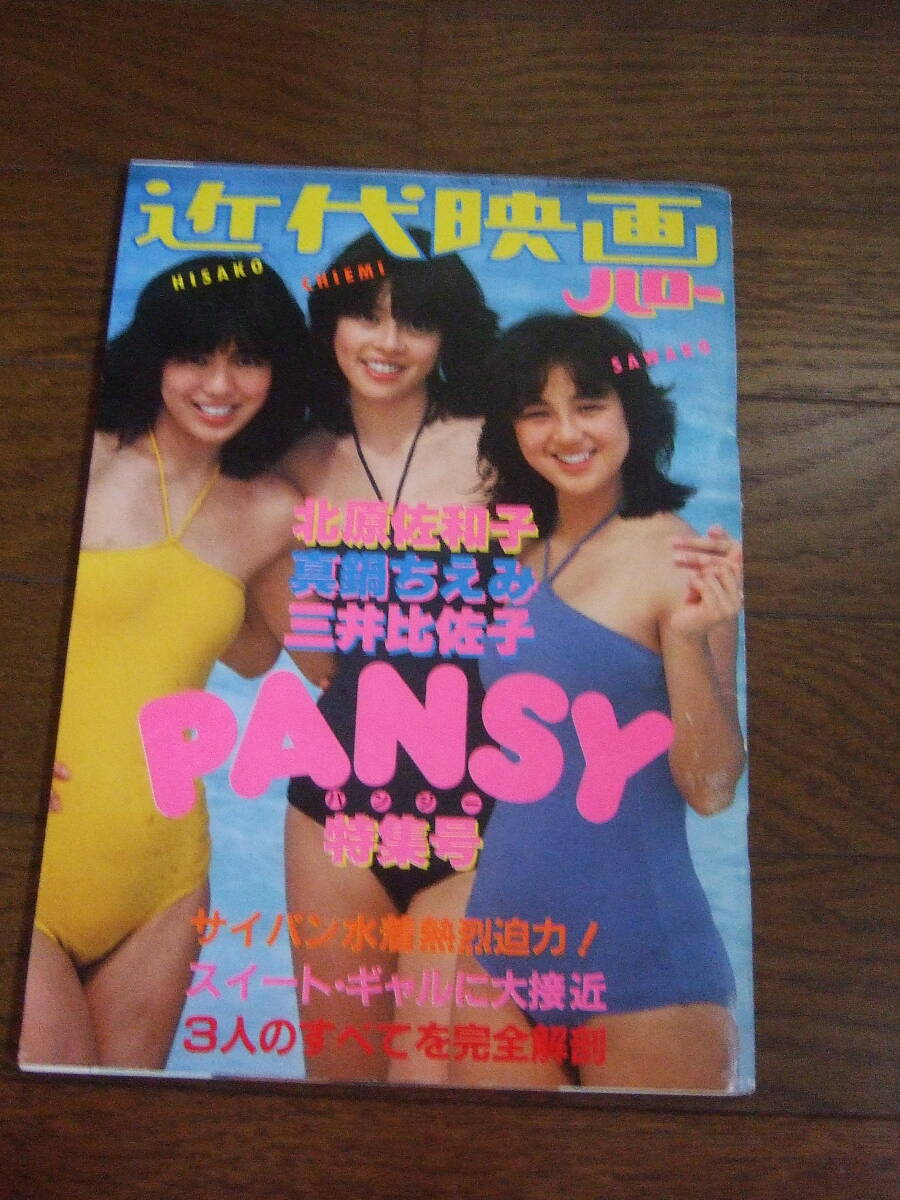 近代映画
ハロー
HISAKO
CHIEMI
SAWAKO
北原佐和子
真鍋ちえみ
三井比佐子
PANSY
パンジー
特集号
サイパン水着熱烈迫力!
スイート・ギャルに大接近
3人のすべてを完全解剖